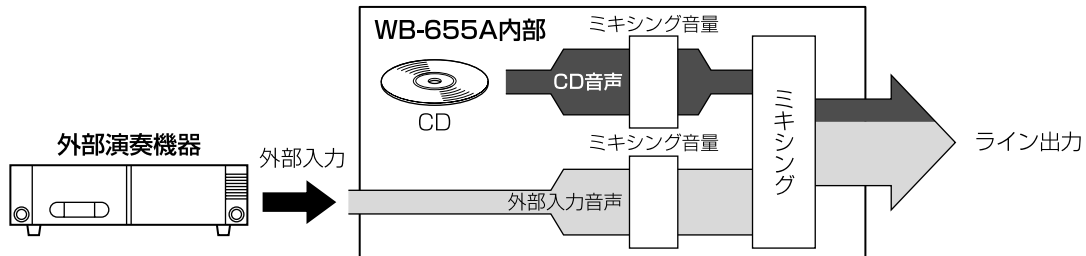 WB-655A内部
ミキシング音量
CD音声
CD
ミキシング音量
ミキシング
外部演奏機器
外部入力
外部入力音声
ライン出力